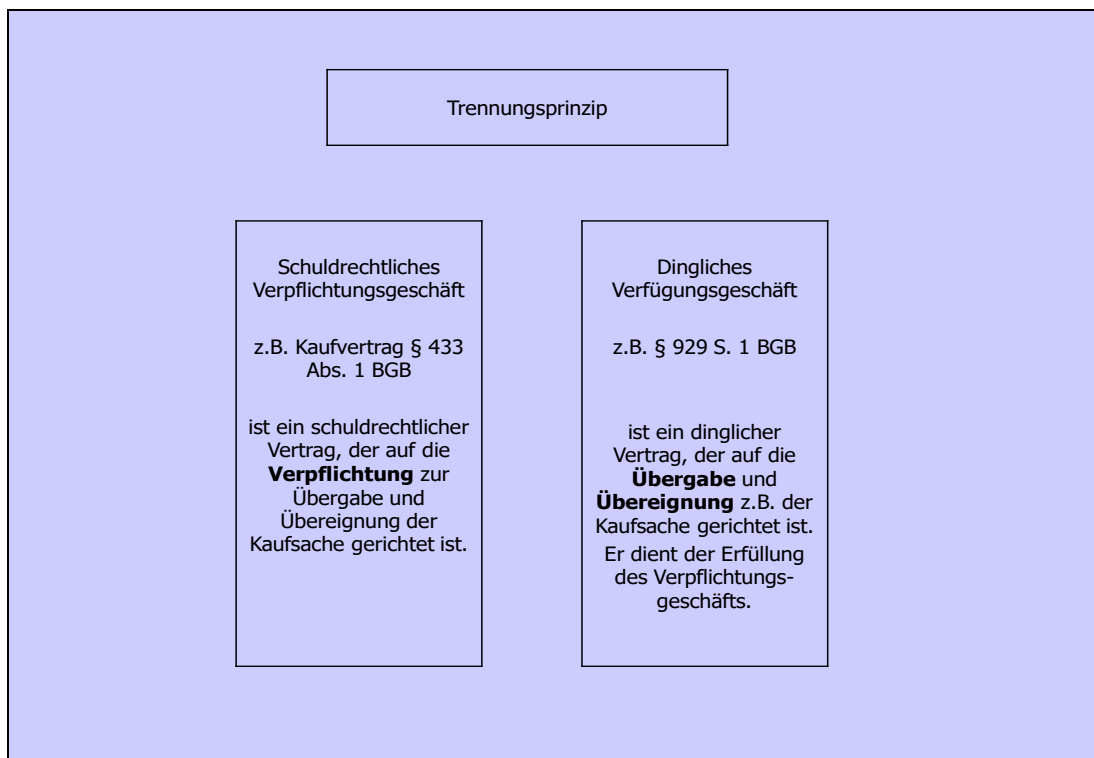 Trennungsprinzip
Schuldrechtliches
Verpflichtungsgeschäft
z.B. Kaufvertrag § 433
Abs. 1 BGB
ist ein schuldrechtlicher
Vertrag, der auf die
Verpflichtung zur
Übergabe und
Übereignung der
Kaufsache gerichtet ist.
Dingliches
Verfügungsgeschäft
z.B. § 929 S. 1 BGB
ist ein dinglicher
Vertrag, der auf die
Übergabe und
Übereignung z.B. der
Kaufsache gerichtet ist.
Er dient der Erfüllung
des Verpflichtungs-
geschäfts.